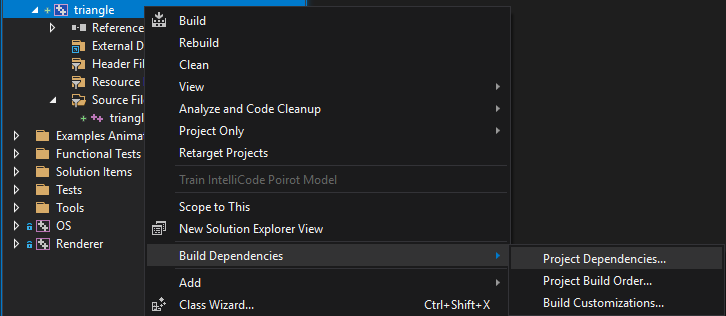 triangle
Reference
External D
Header Fil
Resource
Source File
triangl
Examples Anima
Functional Tests
Solution Items
Tests
Tools
OS
Renderer
Build
Rebuild
Clean
View
Analyze and Code Cleanup
Project Only
Retarget Projects
Train IntelliCode Poirot Model
Scope to This
New Solution Explorer View
Build Dependencies
Add
Class Wizard... Ctrl+Shift+X
Project Dependencies...
Project Build Order...
Build Customizations...